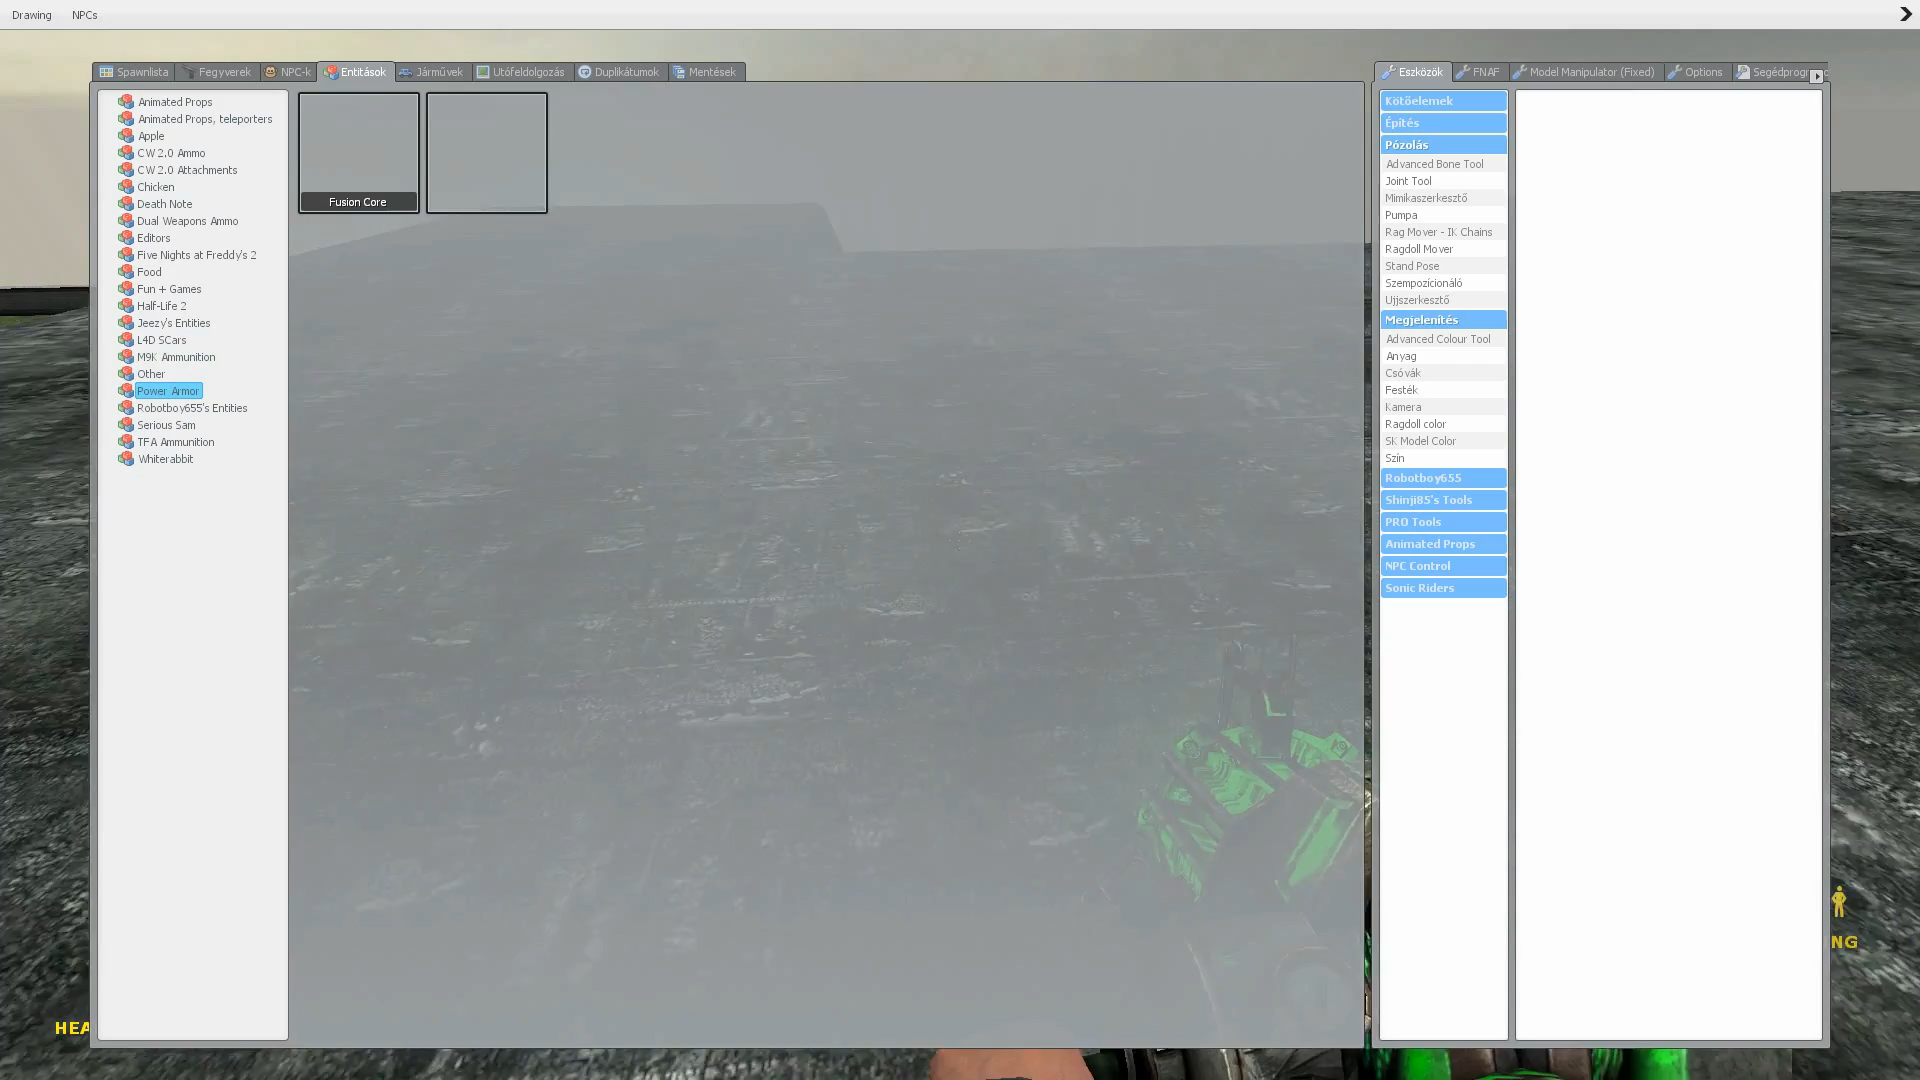 Drawing NPCs
Spawnlista Fegyverek NPC-k Entitások Járművek Utófeldolgozás Duplikátumok Mentések
Animated Props
Animated Props, teleporters
Apple
CW 2.0 Ammo
CW 2.0 Attachments
Chicken
Death Note
Dual Weapons Ammo
Editors
Five Nights at Freddy's 2
Food
Fun + Games
Half-Life 2
Jeezy's Entities
L4D SCars
M9K Ammunition
Other
Power Armor
Robotboy655's Entities
Serious Sam
TFA Ammunition
Whiterabbit
Fusion Core
Eszközök FNAF Model Manipulator (Fixed) Options Segédprogr
Kötőelemek
Építés
Pózolás
Advanced Bone Tool
Joint Tool
Mimikaszerkesztő
Pumpa
Rag Mover - IK Chains
Ragdoll Mover
Stand Pose
Szempozícionáló
Ujjszerkesztő
Megjelenítés
Advanced Colour Tool
Anyag
Csóvák
Festék
Kamera
Ragdoll color
SK Model Color
Szín
Robotboy655
Shinji85's Tools
PRO Tools
Animated Props
NPC Control
Sonic Riders
NG
HEA